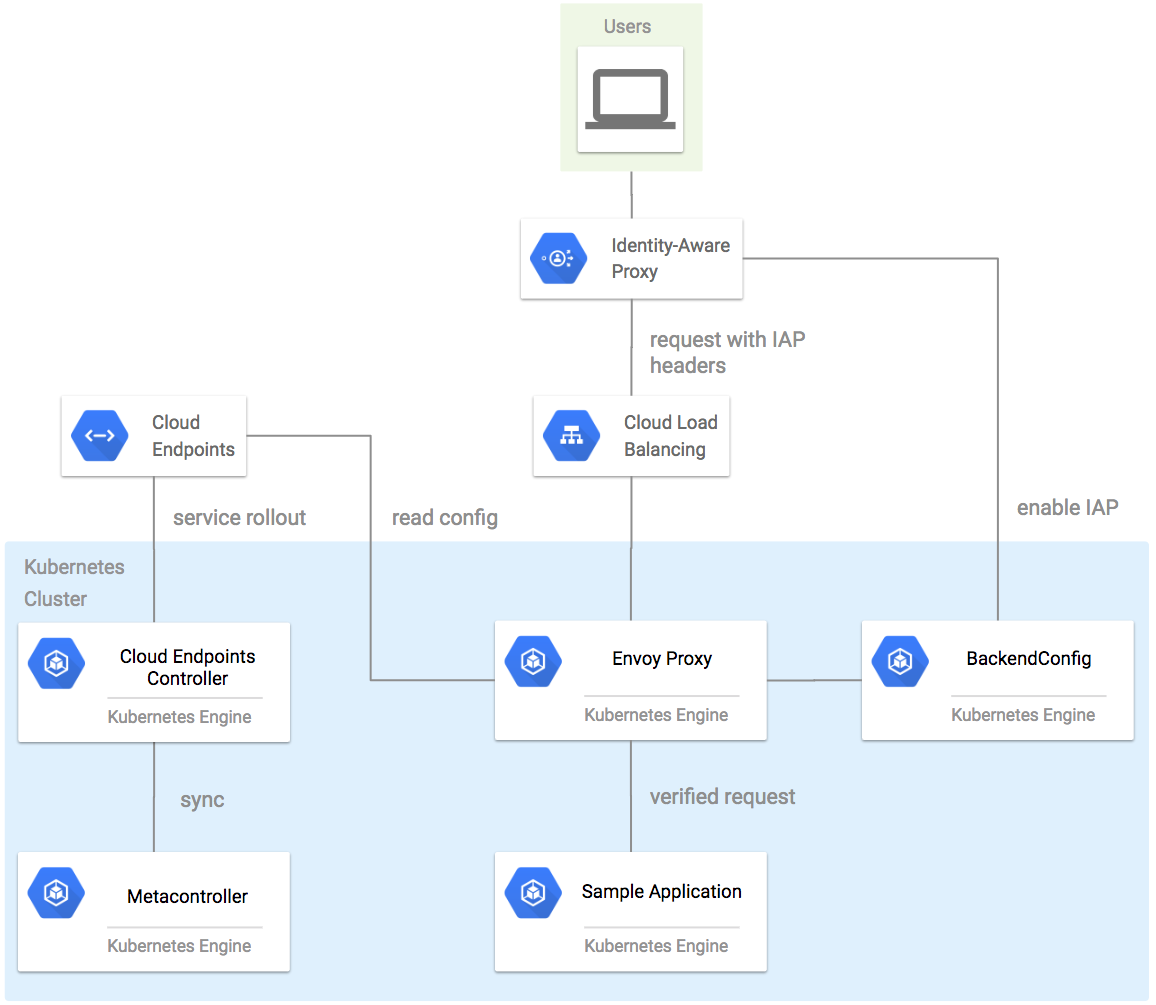 Users
Identity-Aware
Proxy
request with IAP
headers
Cloud
Endpoints
Cloud Load
Balancing
service rollout
read config
enable IAP
Kubernetes
Cluster
Cloud Endpoints
Controller
Kubernetes Engine
Envoy Proxy
Kubernetes Engine
BackendConfig
Kubernetes Engine
sync
verified request
Metacontroller
Kubernetes Engine
Sample Application
Kubernetes Engine